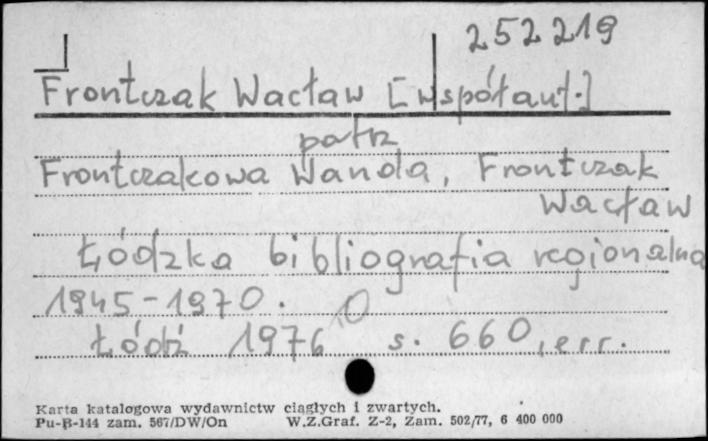 252219
Frontczak Wacław [współaut.]
patrz
Frontczakowa Wanda, Frontczak
Wacław
Łódzka bibliografia regionalna
1945-1970.
Łódź 1976 s. 660, err.
Karta katalogowa wydawnictw ciągłych i zwartych.
Pu-B-144 zam. 567/DW/On W.Z.Graf. Z-2, Zam. 502/77, 6 400 000